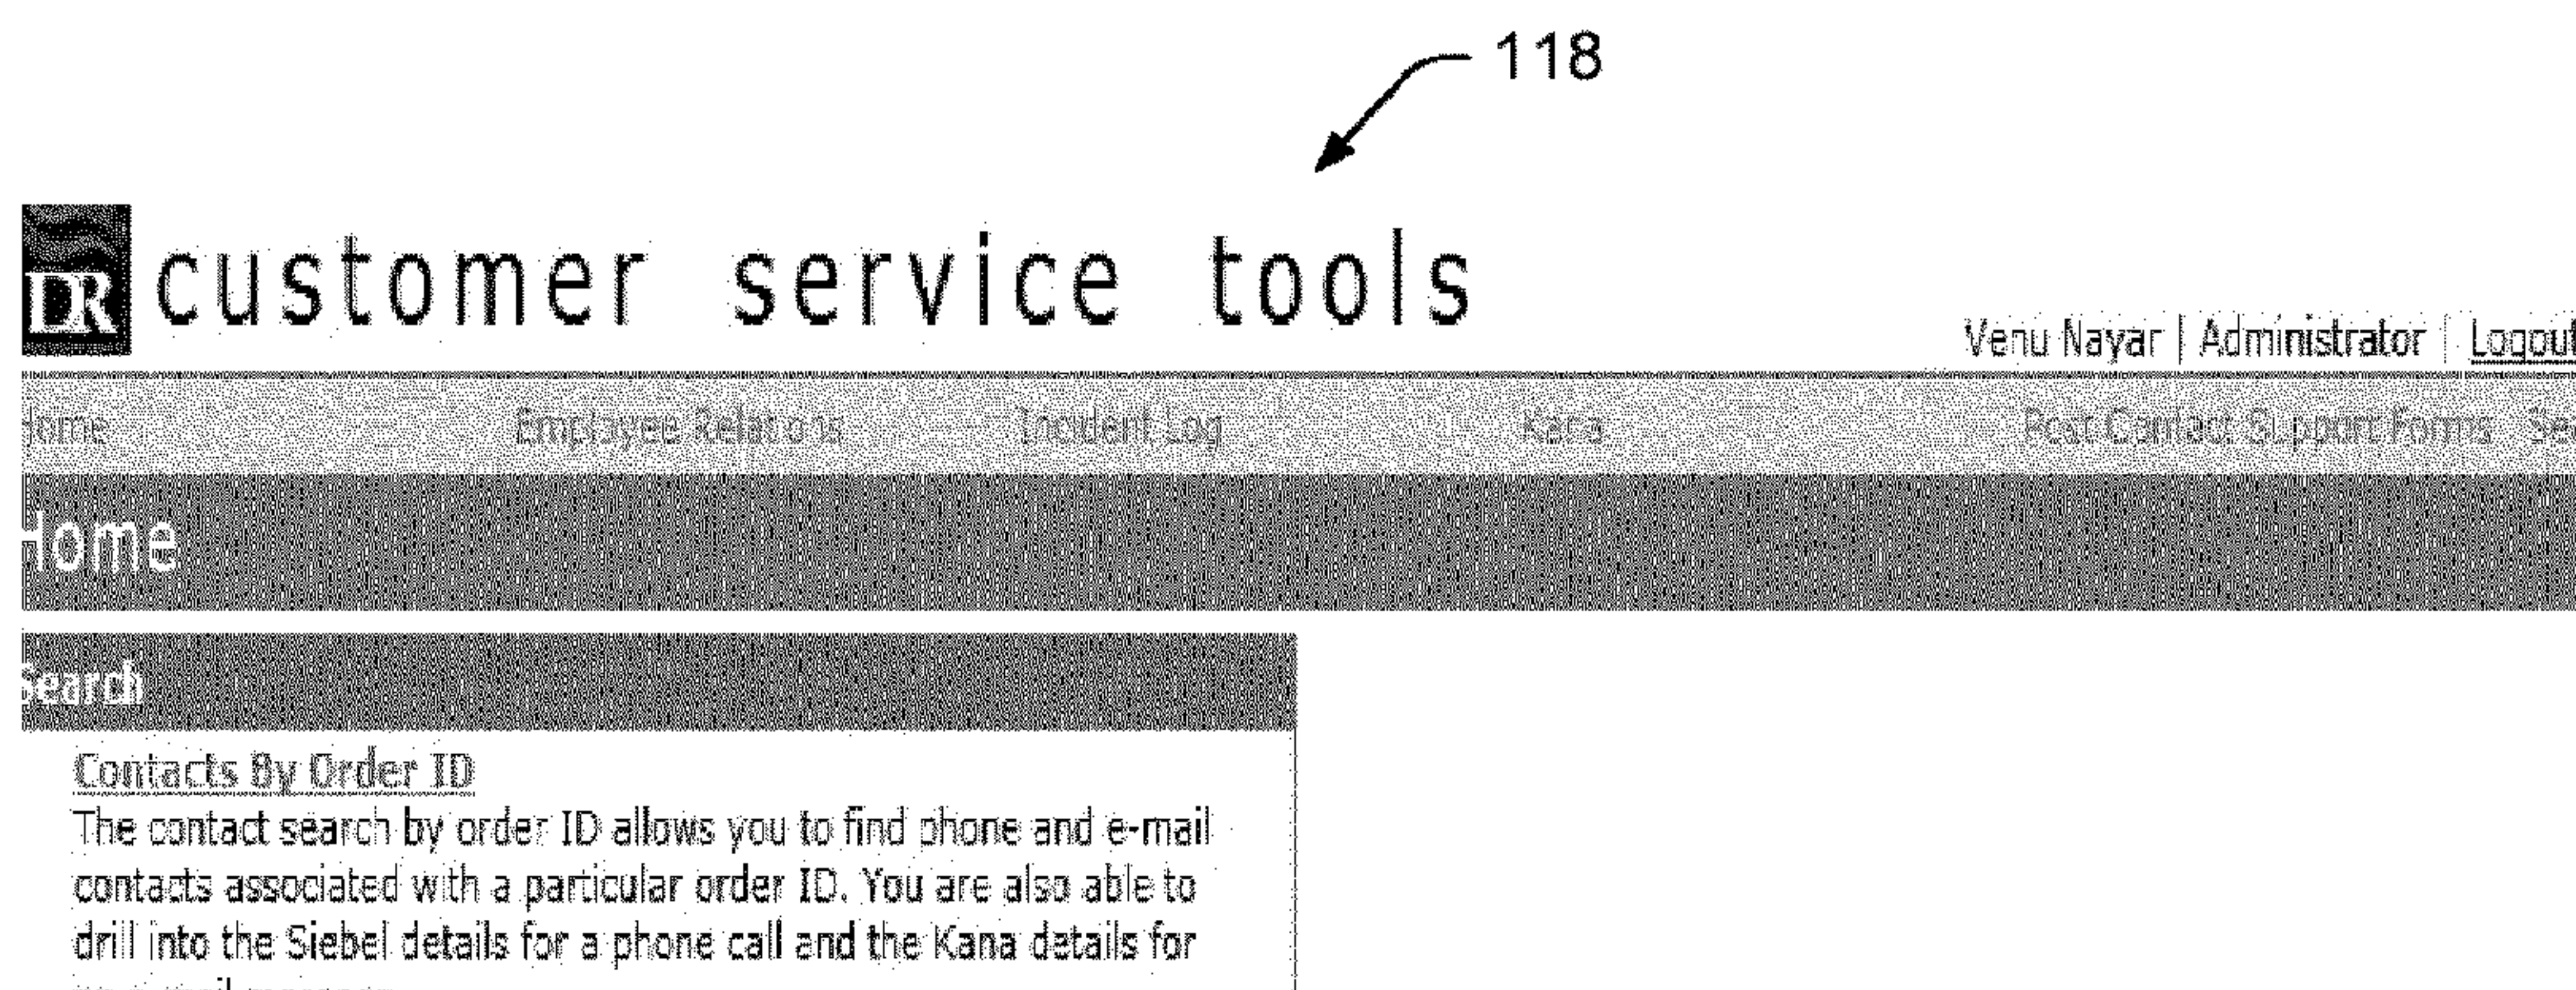 118
DR customer service tools
Venu Nayar | Administrator | Logout
Home Employee Relations Incident Log Kana Post Contact Support Forms
Home
Search
Contacts By Order ID
The contact search by order ID allows you to find phone and e-mail
contacts associated with a particular order ID. You are also able to
drill into the Siebel details for a phone call and the Kana details for